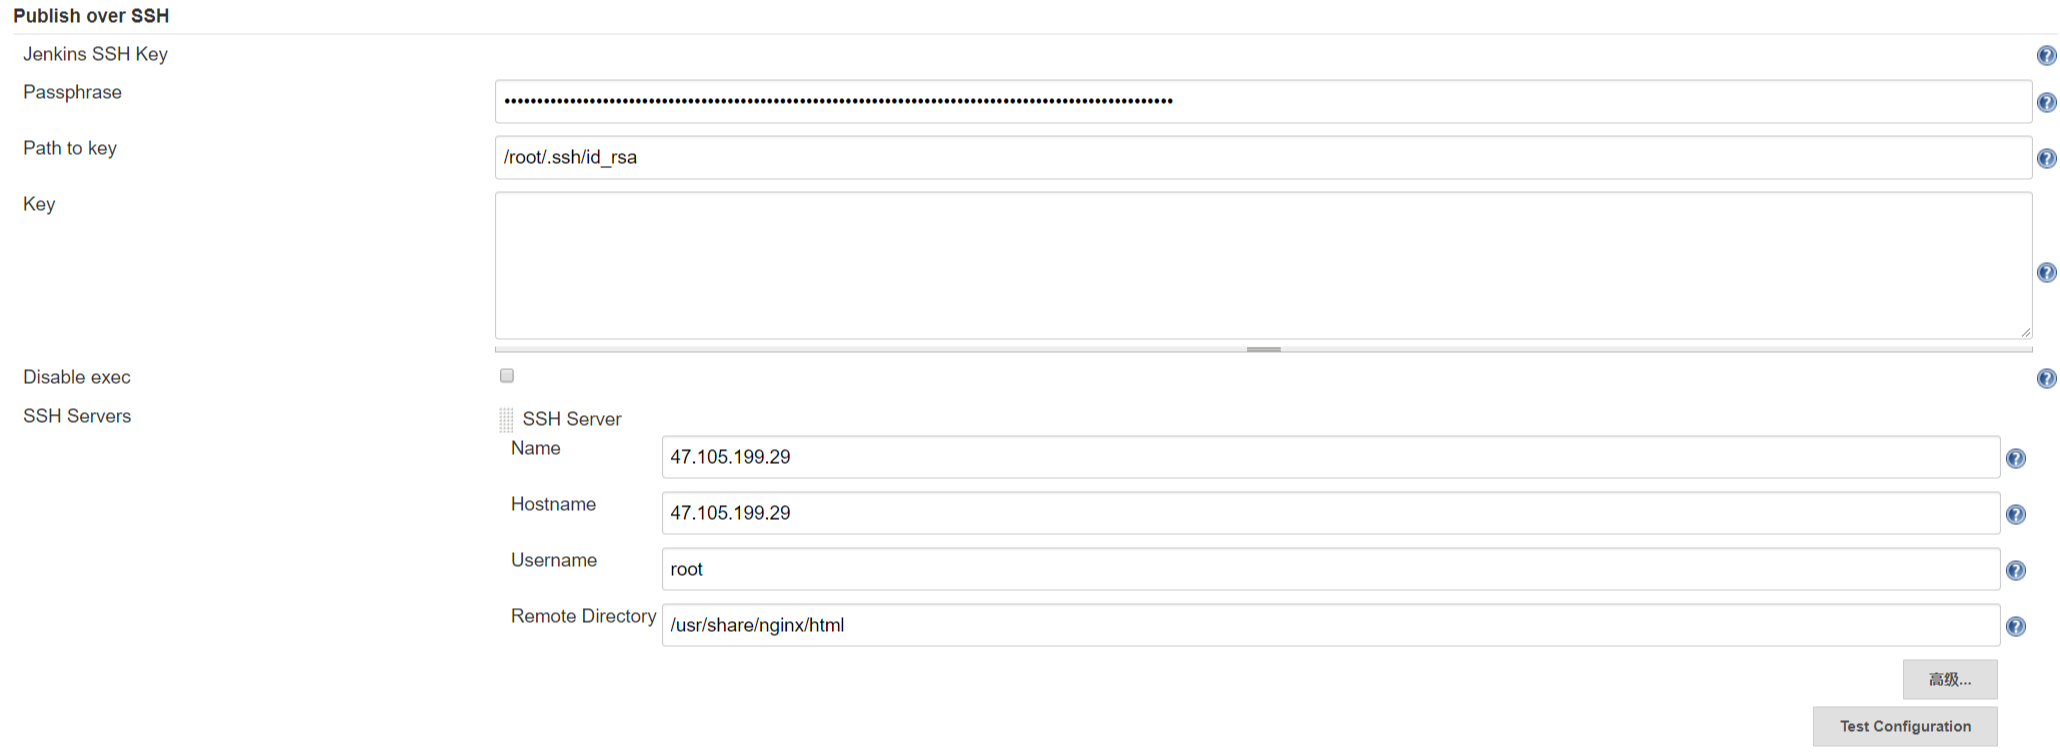 Publish over SSH
Jenkins SSH Key
Passphrase
Path to key
/root/.ssh/id_rsa
Key
Disable exec
SSH Servers
SSH Server
Name
47.105.199.29
Hostname
47.105.199.29
Username
root
Remote Directory
/usr/share/nginx/html
高级...
Test Configuration